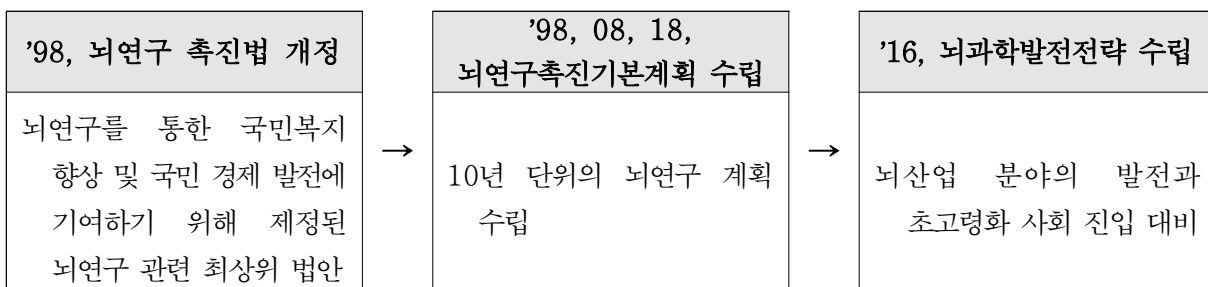 '98, 뇌연구 촉진법 개정
뇌연구를 통한 국민복지
향상 및 국민 경제 발전에
기여하기 위해 제정된
뇌연구 관련 최상위 법안
→
'98, 08, 18,
뇌연구촉진기본계획 수립
10년 단위의 뇌연구 계획
수립
→
'16, 뇌과학발전전략 수립
뇌산업 분야의 발전과
초고령화 사회 진입 대비